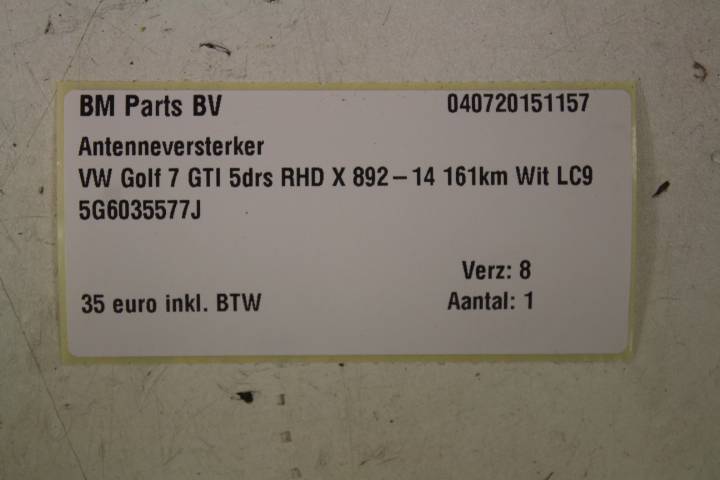 BM Parts BV 040720151157
Antenneversterker
VW Golf 7 GTI 5drs RHD X 892-14 161km Wit LC9
5G6035577J
Verz: 8
35 euro inkl. BTW Aantal: 1